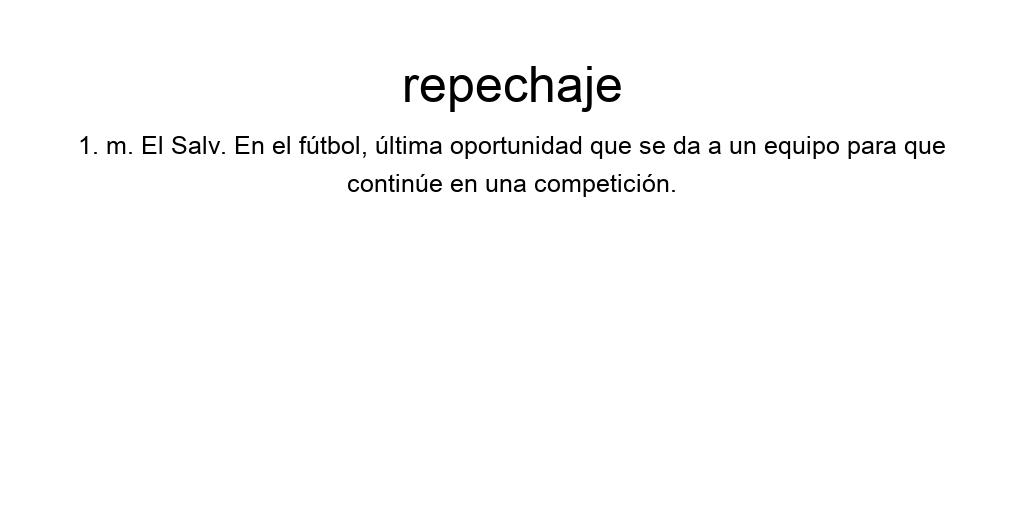 repechaje
1. m. El Salv. En el fútbol, última oportunidad que se da a un equipo para que
continúe en una competición.